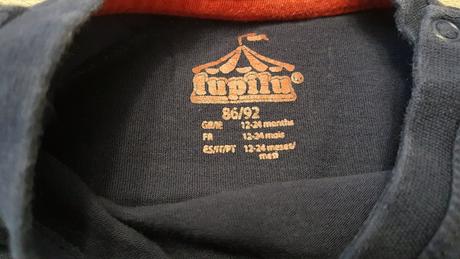 lupilu®
86/92
GB/IE 12-24 months
FR 12-24 mois
ES/IT/PT 12-24 meses/
mesi